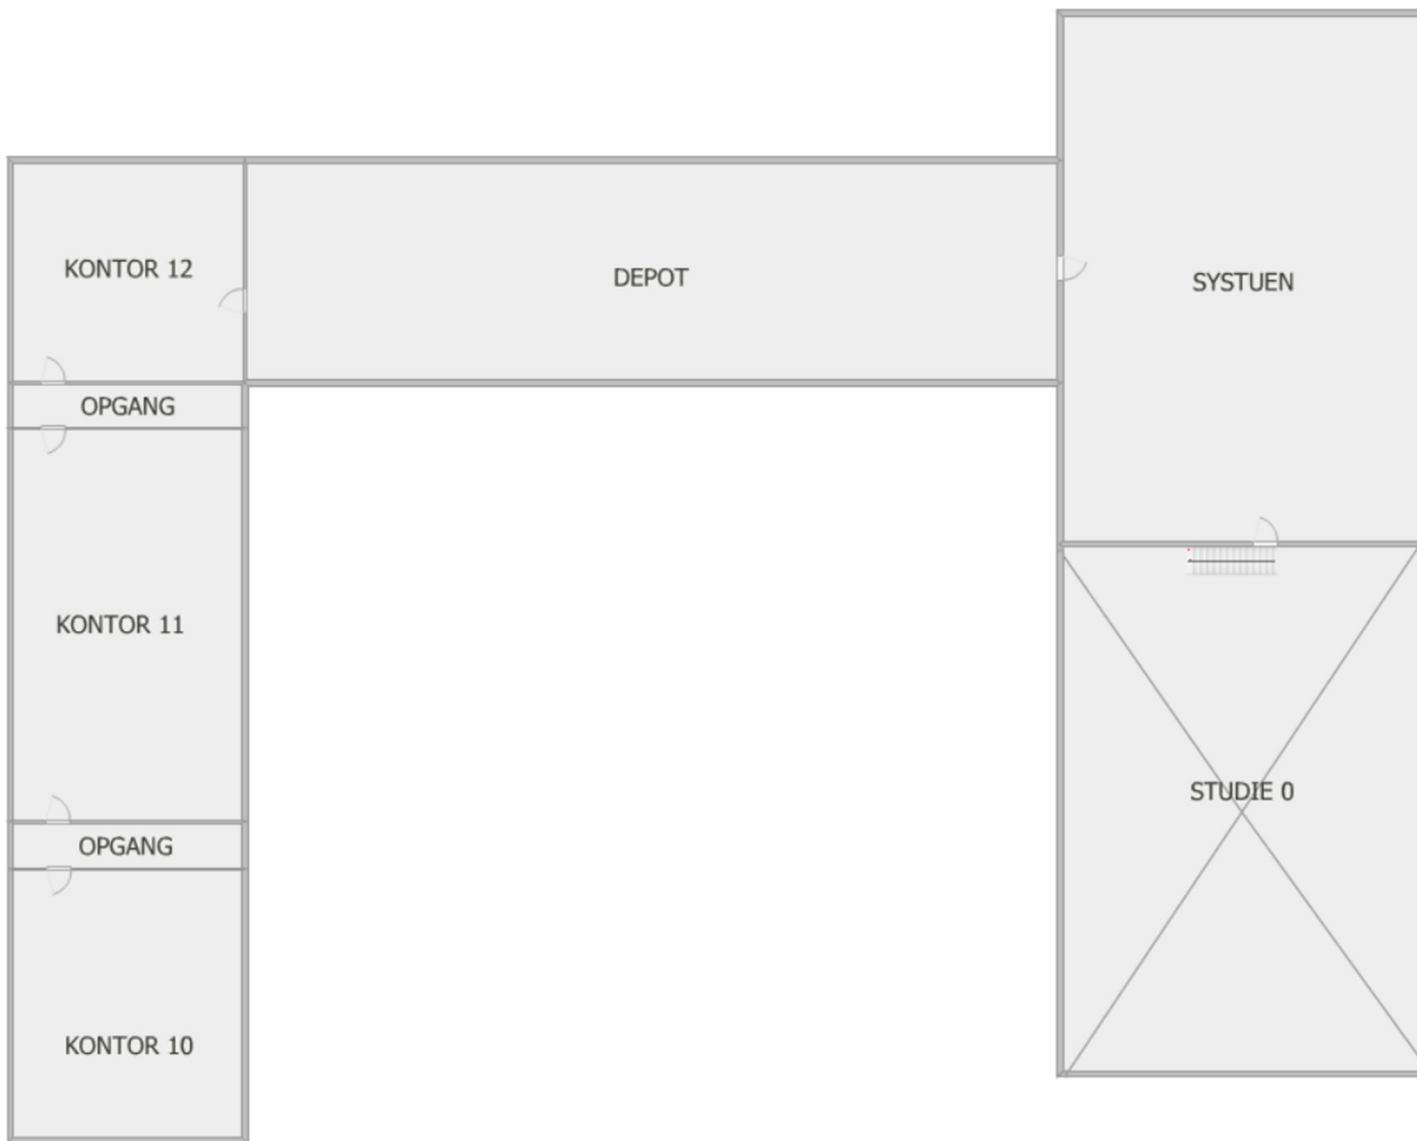 KONTOR 12
DEPOT
SYSTUEN
OPGANG
KONTOR 11
STUDIE 0
OPGANG
KONTOR 10